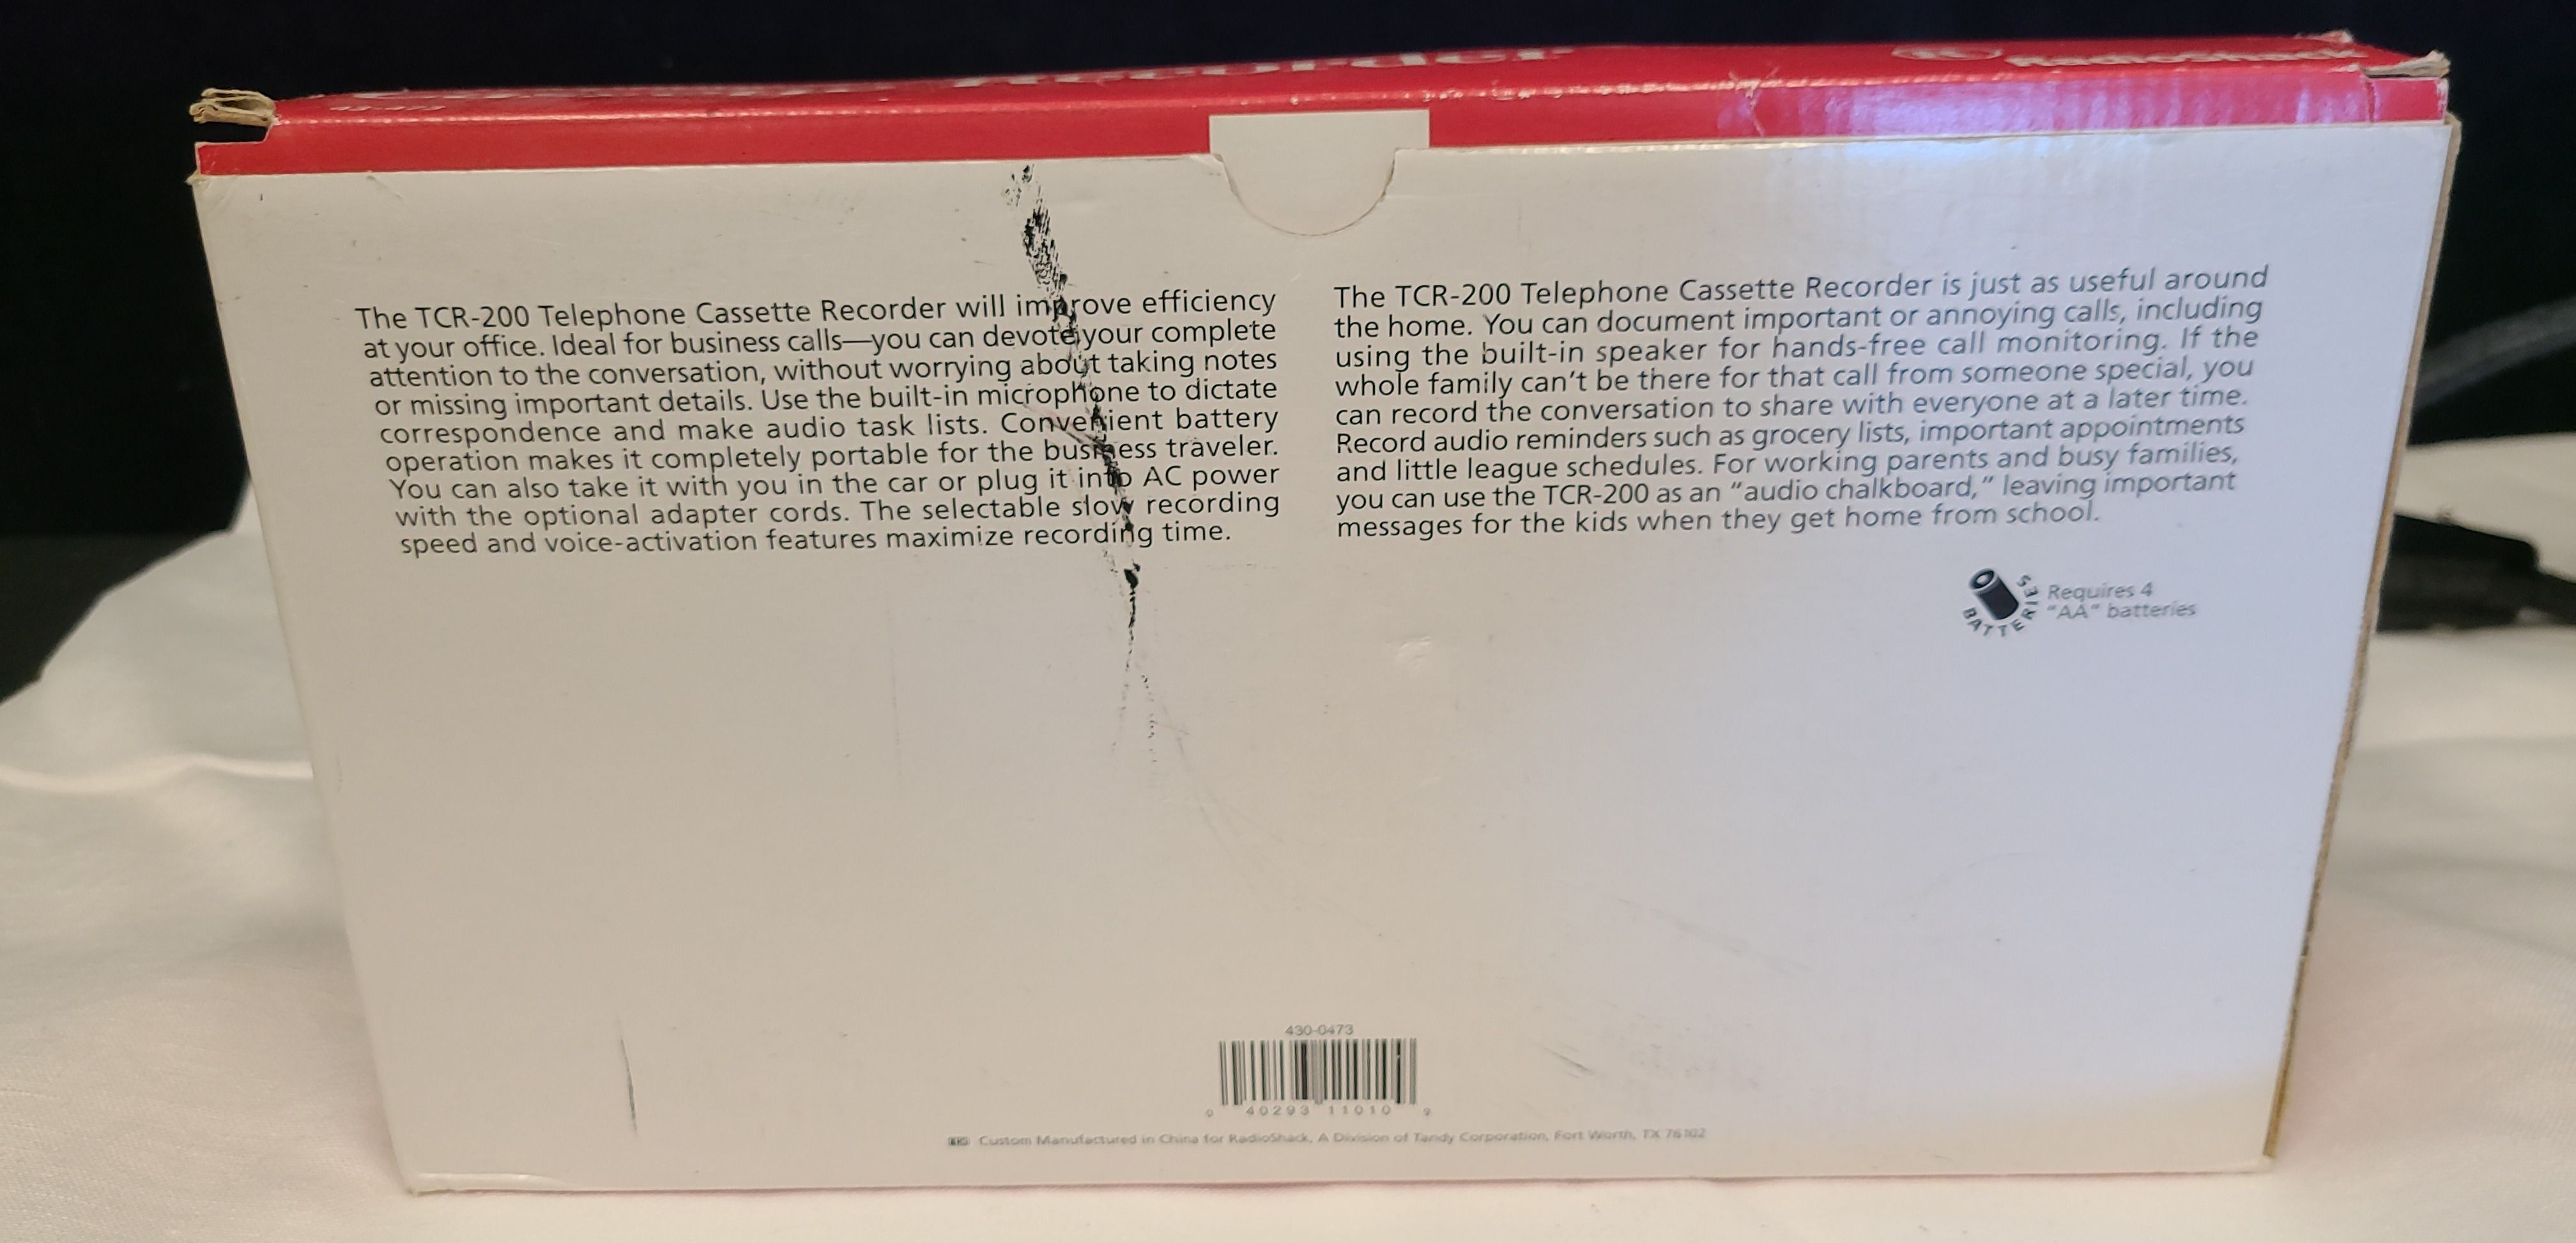 Recorder
RadioShack
43-473
The TCR-200 Telephone Cassette Recorder will improve efficiency
at your office. Ideal for business calls—you can devote your complete
attention to the conversation, without worrying about taking notes
or missing important details. Use the built-in microphone to dictate
correspondence and make audio task lists. Convenient battery
operation makes it completely portable for the business traveler.
You can also take it with you in the car or plug it into AC power
with the optional adapter cords. The selectable slow recording
speed and voice-activation features maximize recording time.
The TCR-200 Telephone Cassette Recorder is just as useful around
the home. You can document important or annoying calls, including
using the built-in speaker for hands-free call monitoring. If the
whole family can't be there for that call from someone special, you
can record the conversation to share with everyone at a later time.
Record audio reminders such as grocery lists, important appointments
and little league schedules. For working parents and busy families,
you can use the TCR-200 as an “audio chalkboard,” leaving important
messages for the kids when they get home from school.
BATTERIES
Requires 4
“AA” batteries
430-0473
0 40293 11010 9
Custom Manufactured in China for RadioShack, A Division of Tandy Corporation, Fort Worth, TX 76102